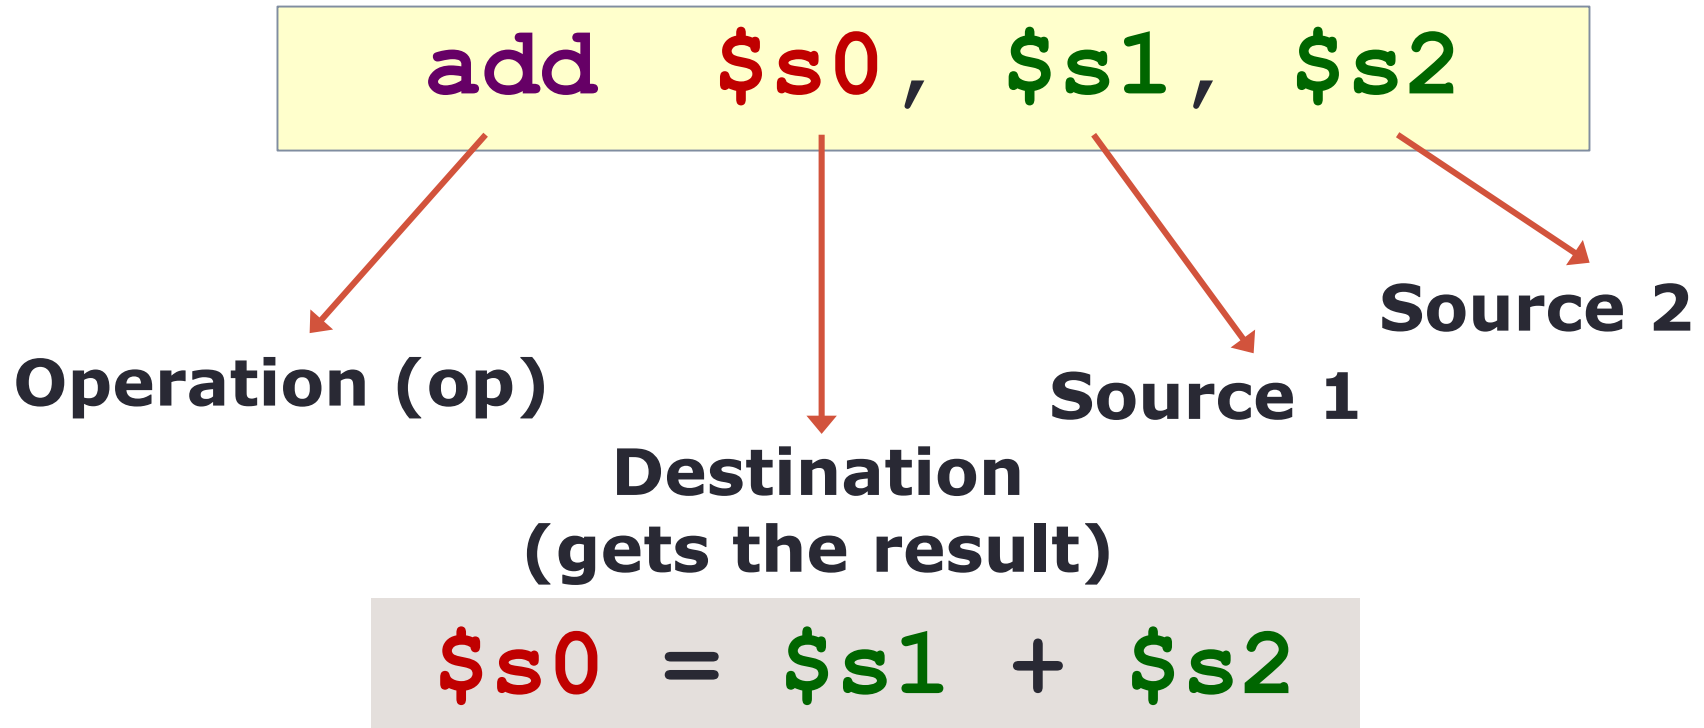 add $s0, $s1, $s2
Source 2
Operation (op)
Source 1
Destination
(gets the result)
$s0 = $s1 + $s2